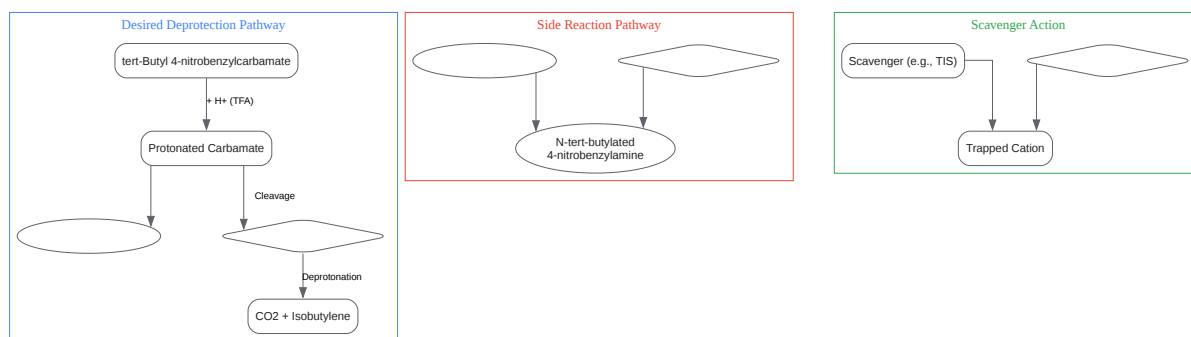 Desired Deprotection Pathway
tert-Butyl 4-nitrobenzylcarbamate
+ H+ (TFA)
Protonated Carbamate
Cleavage
Deprotonation
CO2 + Isobutylene
Side Reaction Pathway
N-tert-butylated
4-nitrobenzylamine
Scavenger Action
Scavenger (e.g., TIS)
Trapped Cation